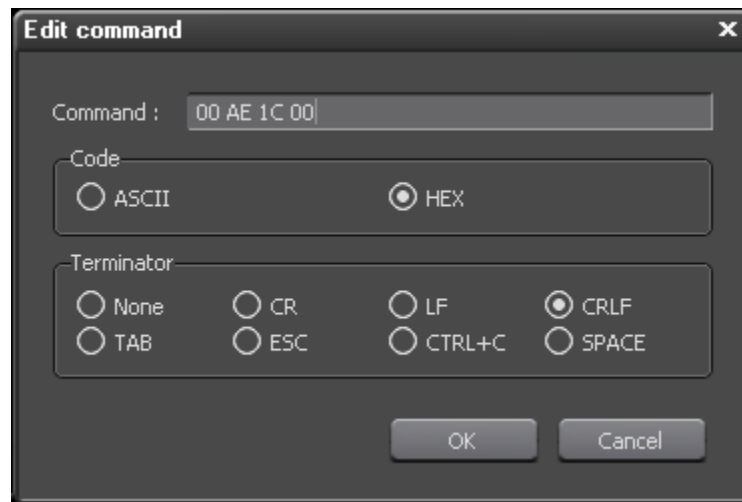 Edit command
Command : 00 AE 1C 00
Code
ASCII HEX
Terminator
None CR LF CRLF
TAB ESC CTRL+C SPACE
OK Cancel